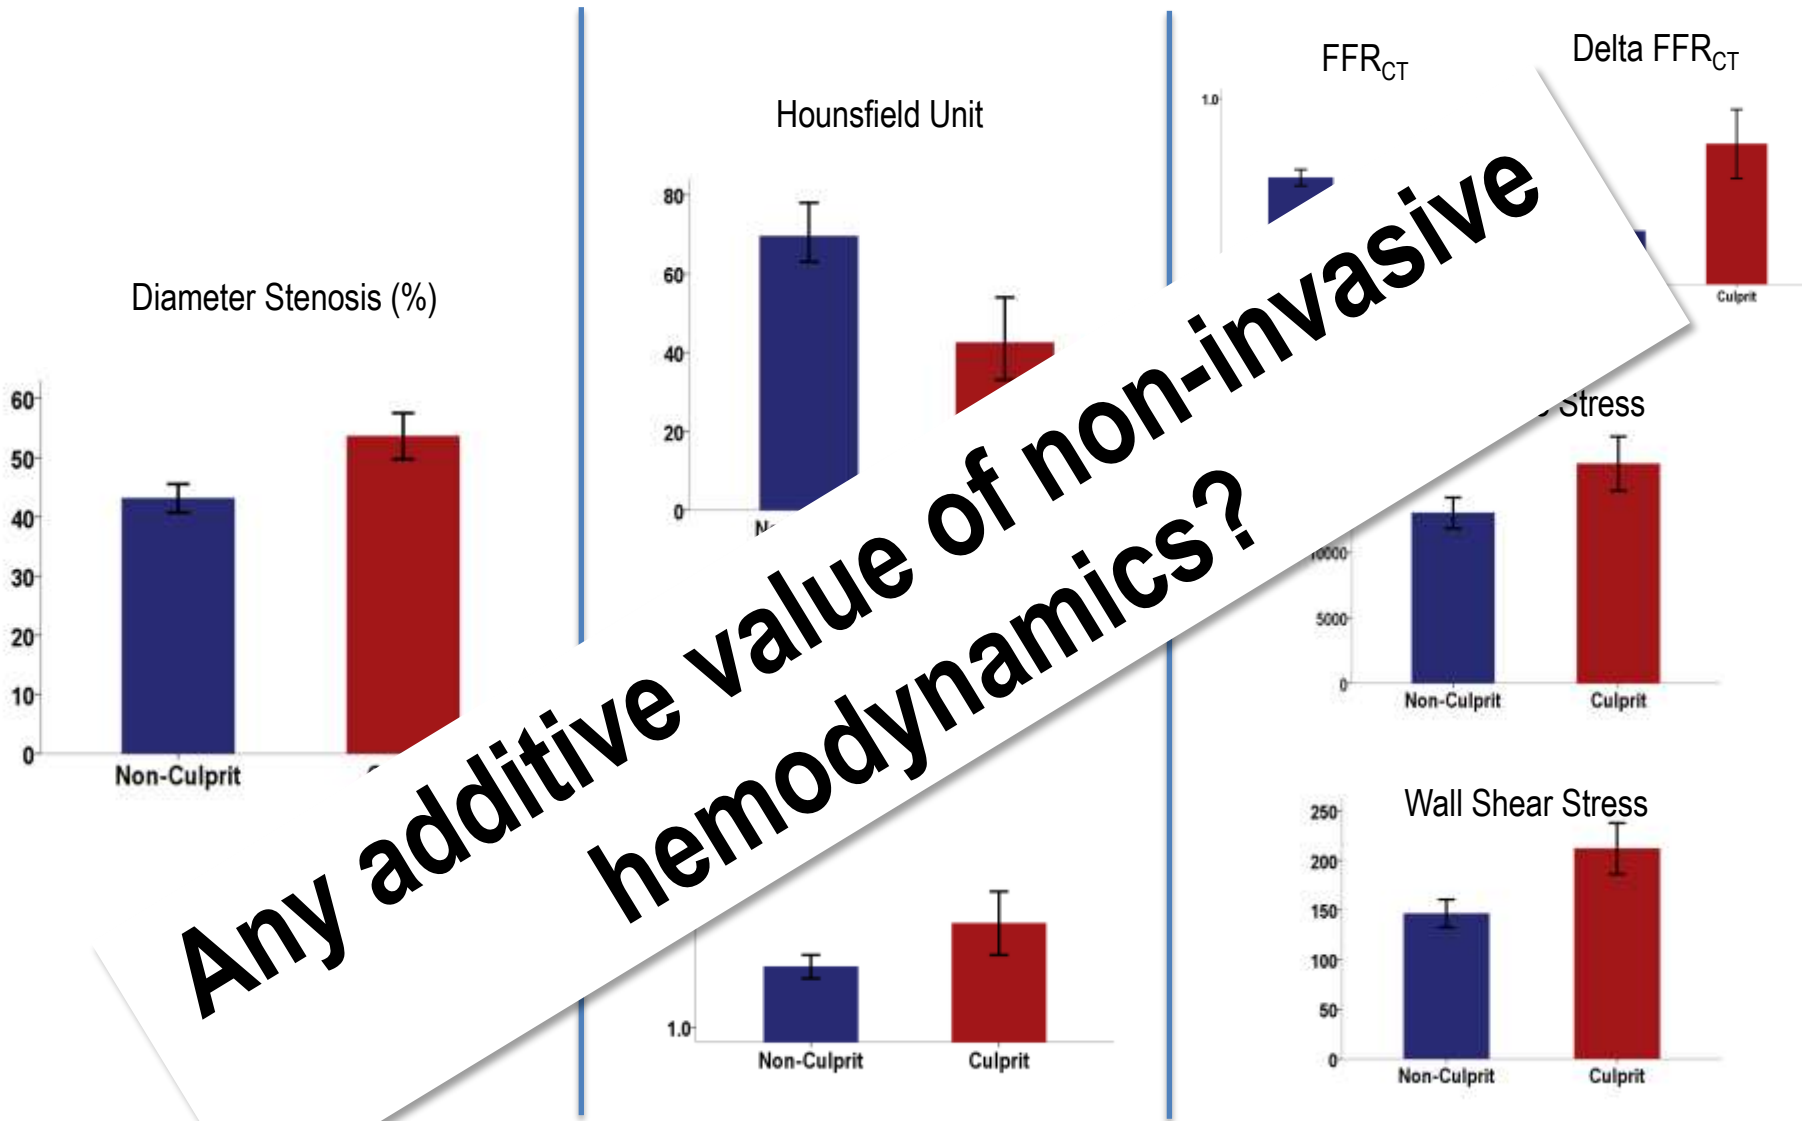 Diameter Stenosis (%)
60
50
40
30
20
10
0
Non-Culprit
Hounsfield Unit
80
60
40
20
0
1.0
Non-Culprit Culprit
FFRCT
1.0
Delta FFRCT
Culprit
Stress
10000
5000
0
Non-Culprit Culprit
Wall Shear Stress
250
200
150
100
50
0
Non-Culprit Culprit
Any additive value of non-invasive
hemodynamics?